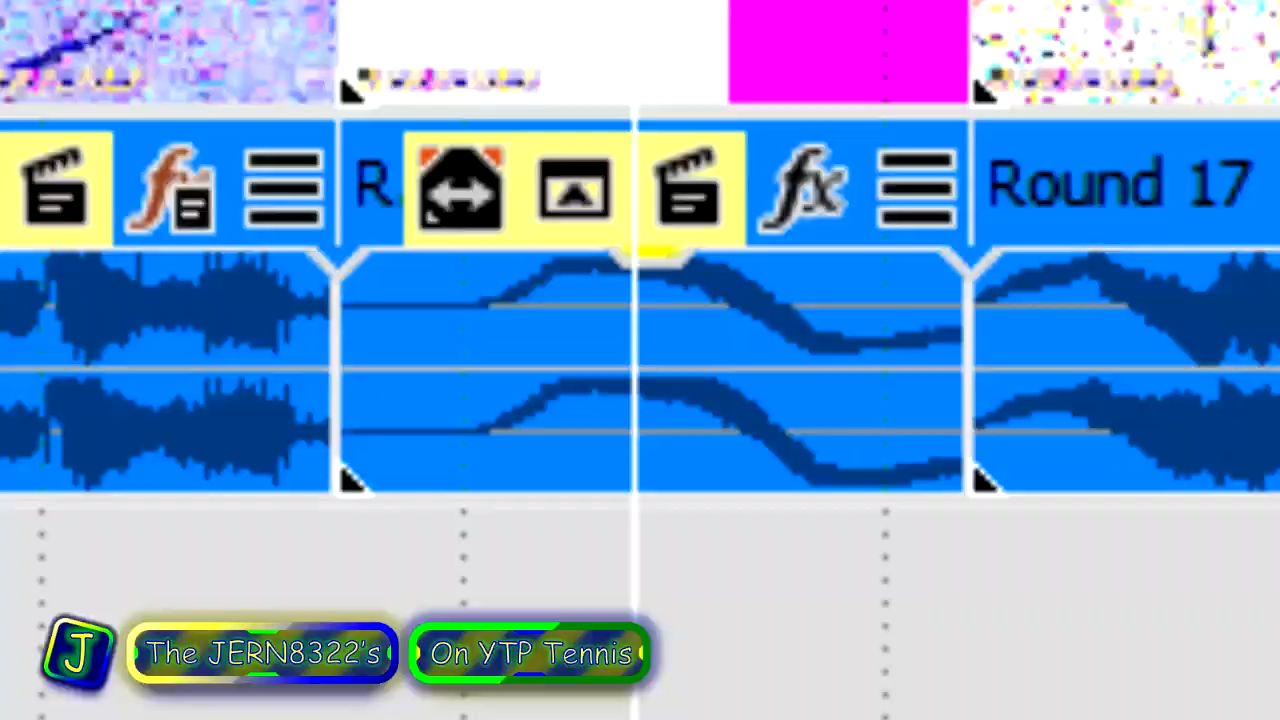 R.
Round 17
J
The JERN8322's
On YTP Tennis